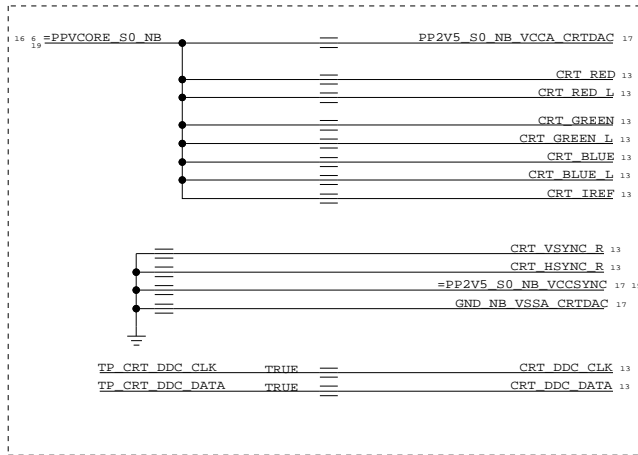 16 6 =PPVCORE_S0_NB PP2V5_S0_NB_VCCA_CRTDAC 17
19
CRT_RED 13
CRT_RED_L 13
CRT_GREEN 13
CRT_GREEN_L 13
CRT_BLUE 13
CRT_BLUE_L 13
CRT_IREF 13
CRT_VSYNC_R 13
CRT_HSYNC_R 13
=PP2V5_S0_NB_VCCSYNC 17
GND_NB_VSSA_CRTDAC 17
TP_CRT_DDC_CLK TRUE CRT_DDC_CLK 13
TP_CRT_DDC_DATA TRUE CRT_DDC_DATA 13